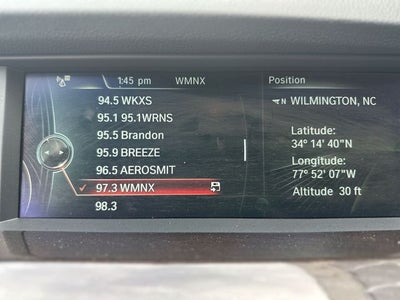 1:45 pm WMNX
94.5 WKXS
95.1 95.1WRNS
95.5 Brandon
95.9 BREEZE
96.5 AEROSMIT
97.3 WMNX
98.3
Position
N WILMINGTON, NC
Latitude:
34° 14' 40"N
Longitude:
77° 52' 07"W
Altitude 30 ft